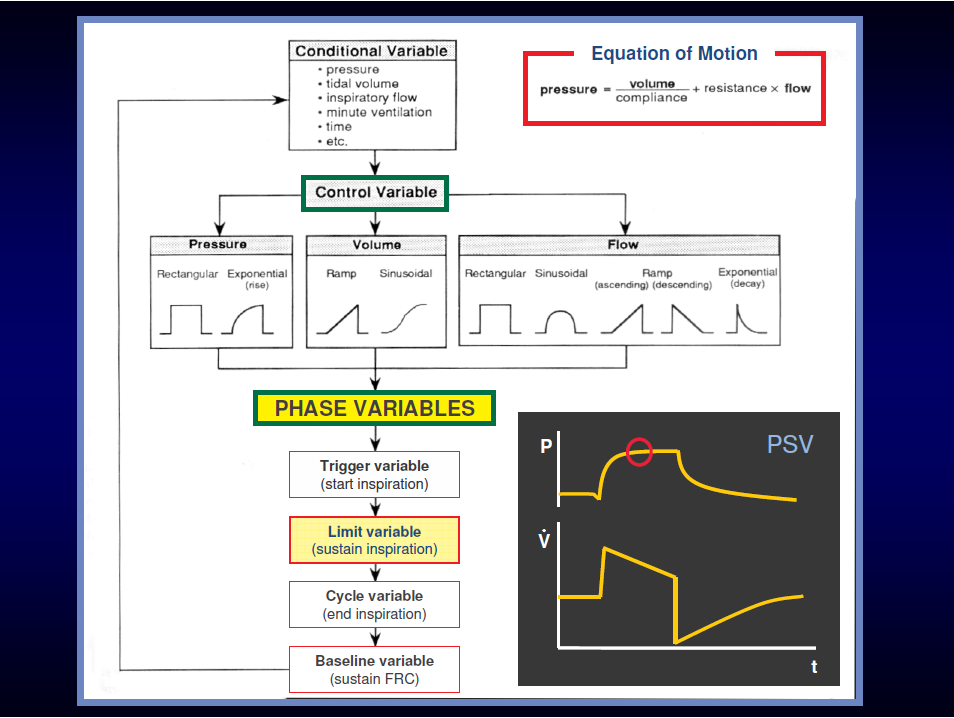 Conditional Variable
• pressure
• tidal volume
• inspiratory flow
• minute ventilation
• time
• etc.
Equation of Motion
pressure = volume / compliance + resistance × flow
Control Variable
Pressure
Rectangular Exponential
(rise)
Volume
Ramp Sinusoidal
Flow
Rectangular Sinusoidal Ramp Exponential
(ascending) (descending) (decay)
PHASE VARIABLES
Trigger variable
(start inspiration)
Limit variable
(sustain inspiration)
Cycle variable
(end inspiration)
Baseline variable
(sustain FRC)
PSV
P
V̇
t